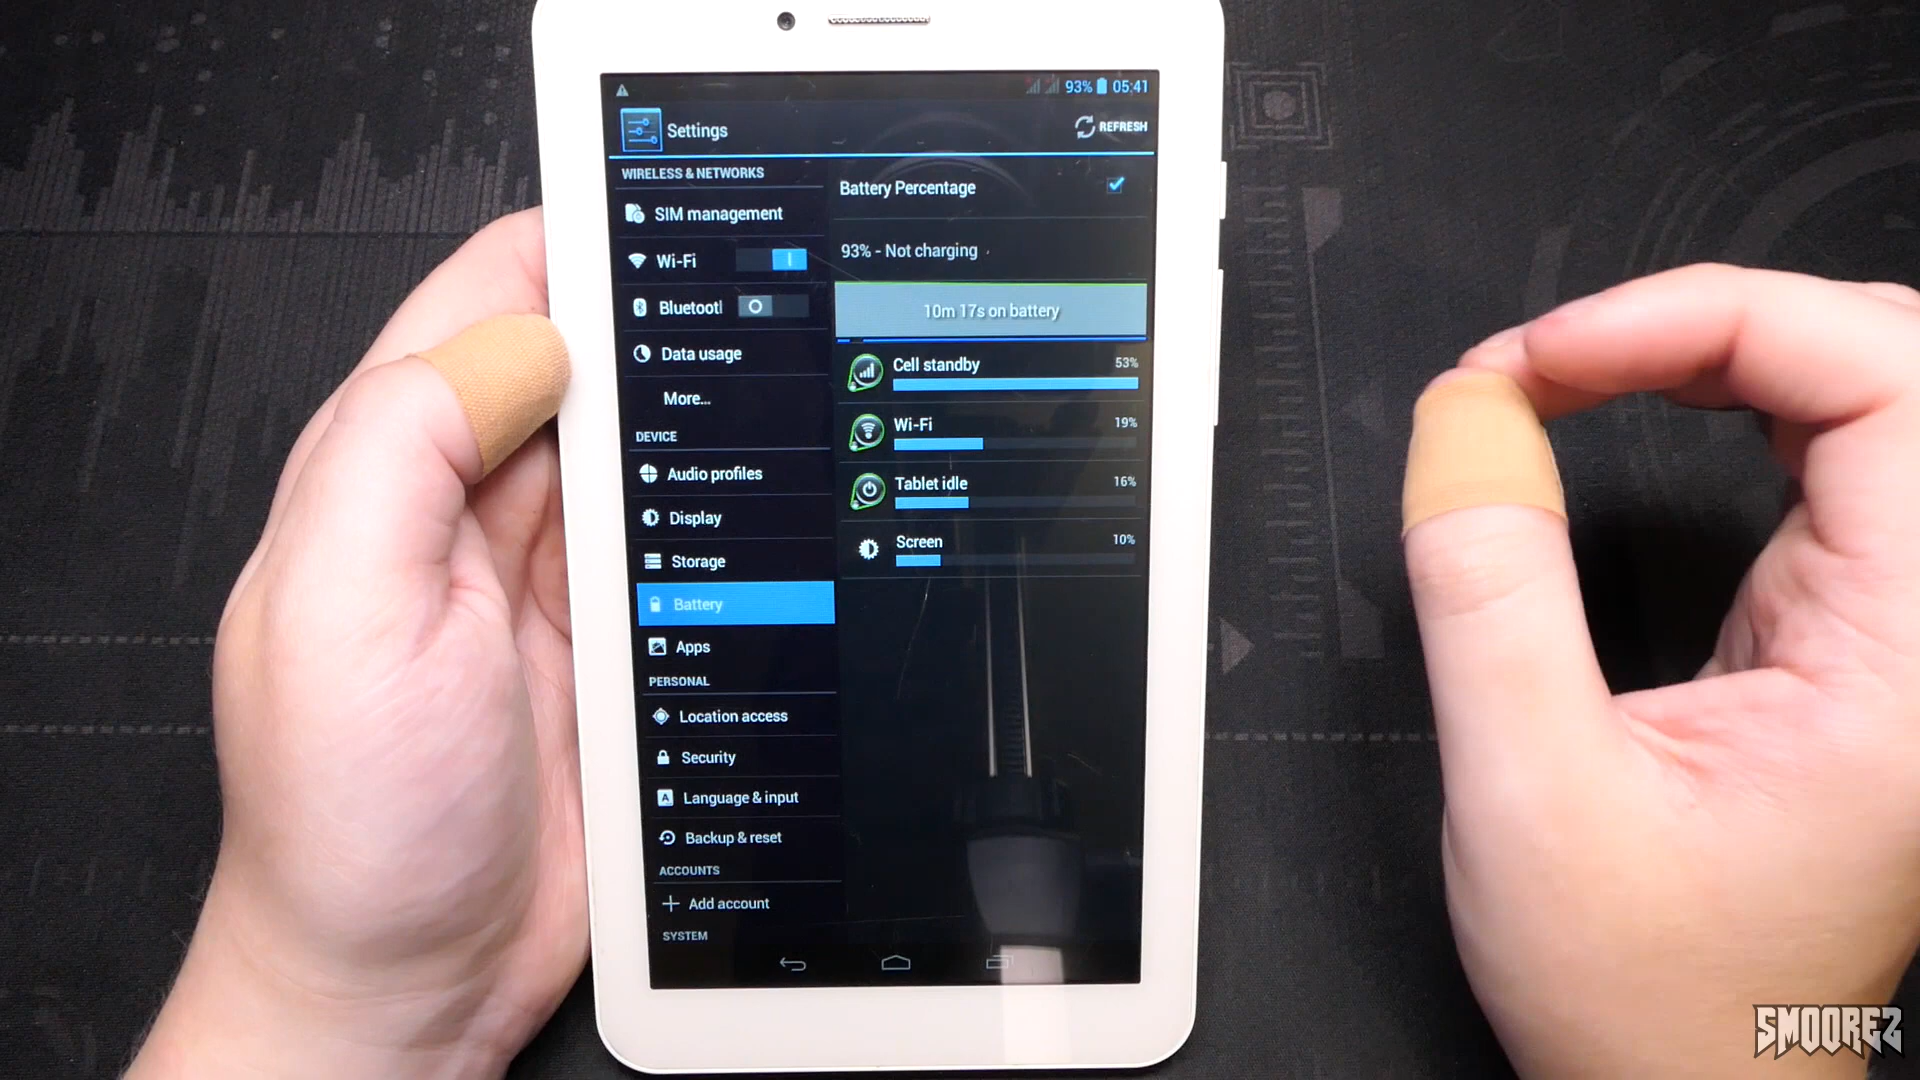 93% 05:41
Settings
REFRESH
WIRELESS & NETWORKS
SIM management
Wi-Fi
Bluetootl
Data usage
More...
DEVICE
Audio profiles
Display
Storage
Battery
Apps
PERSONAL
Location access
Security
Language & input
Backup & reset
ACCOUNTS
Add account
SYSTEM
Battery Percentage
93% - Not charging
10m 17s on battery
Cell standby 53%
Wi-Fi 19%
Tablet idle 16%
Screen 10%
SMOOREZ